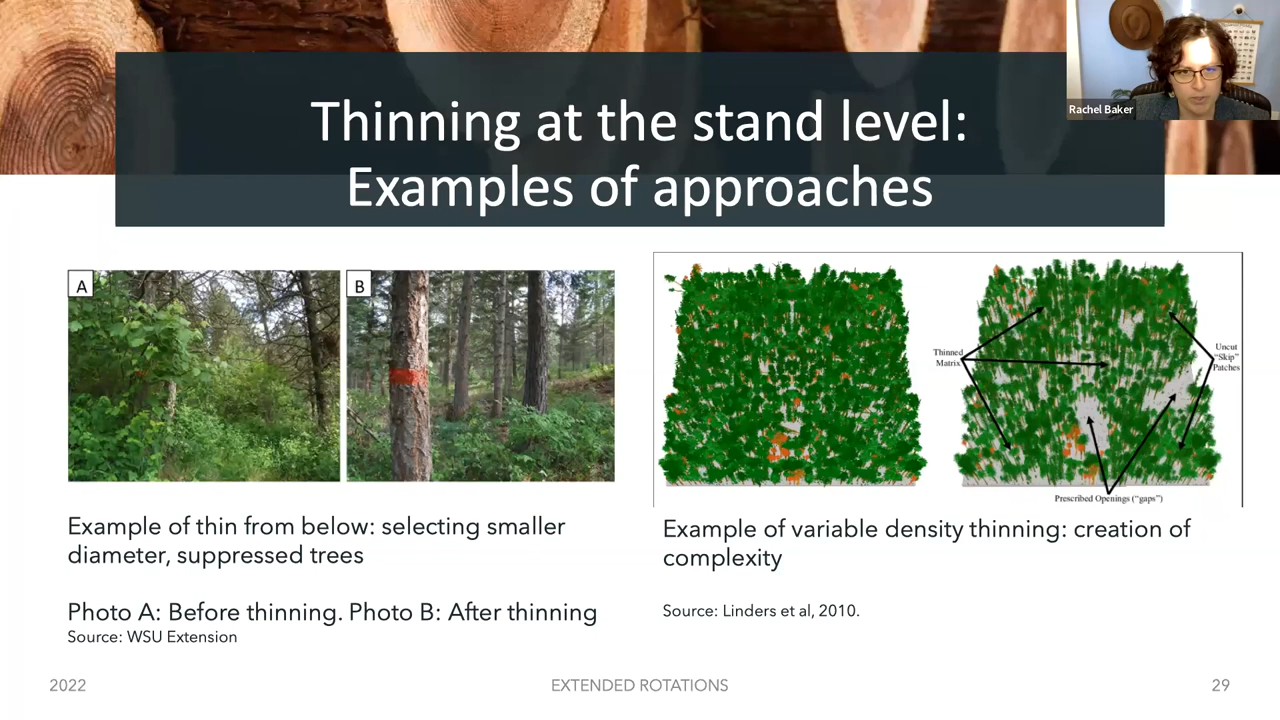 Thinning at the stand level:
Examples of approaches
Rachel Baker
A
B
Thinned
Matrix
Uncut
"Skip"
Patches
Prescribed Openings ("gaps")
Example of thin from below: selecting smaller
diameter, suppressed trees
Photo A: Before thinning. Photo B: After thinning
Source: WSU Extension
Example of variable density thinning: creation of
complexity
Source: Linders et al, 2010.
2022
EXTENDED ROTATIONS
29